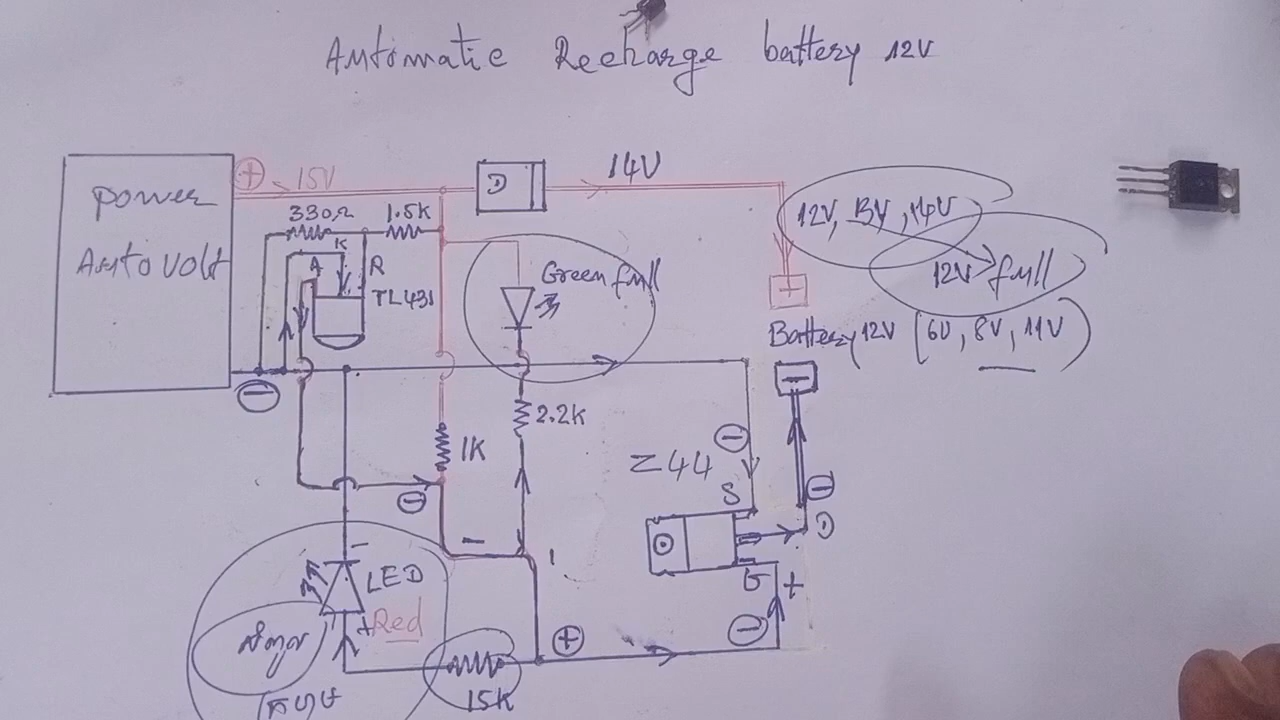 Automatic Recharge battery 12V
power
Auto volt
+ 15V
D
14V
330Ω
1.5K
K
A
R
TL431
Green full
12V, 13V, 14V
12V full
+
Battery 12V (6V, 8V, 11V)
−
−
2.2K
1K
−
Z44
−
S
−
D
G
+
−
−
LED
+
Red
−
+
15K